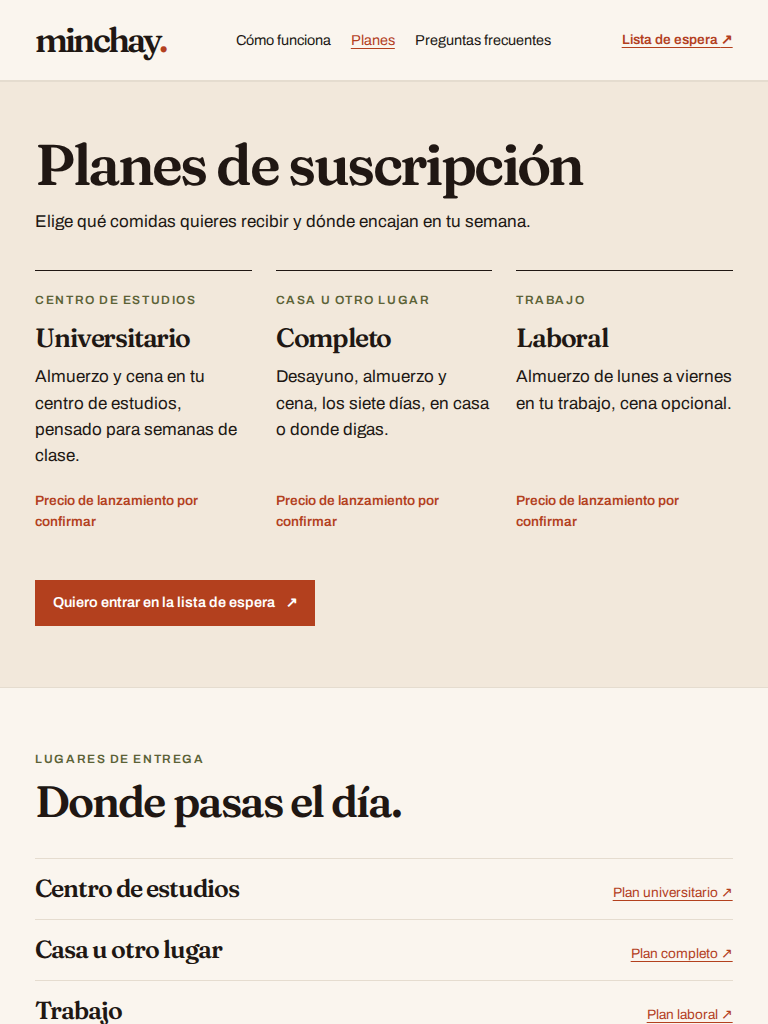 minchay.
Cómo funciona
Planes
Preguntas frecuentes
Lista de espera ↗
Planes de suscripción
Elige qué comidas quieres recibir y dónde encajan en tu semana.
CENTRO DE ESTUDIOS
Universitario
Almuerzo y cena en tu
centro de estudios,
pensado para semanas de
clase.
Precio de lanzamiento por
confirmar
CASA U OTRO LUGAR
Completo
Desayuno, almuerzo y
cena, los siete días, en casa
o donde digas.
Precio de lanzamiento por
confirmar
TRABAJO
Laboral
Almuerzo de lunes a viernes
en tu trabajo, cena opcional.
Precio de lanzamiento por
confirmar
Quiero entrar en la lista de espera ↗
LUGARES DE ENTREGA
Donde pasas el día.
Centro de estudios
Plan universitario ↗
Casa u otro lugar
Plan completo ↗
Trabajo
Plan laboral ↗